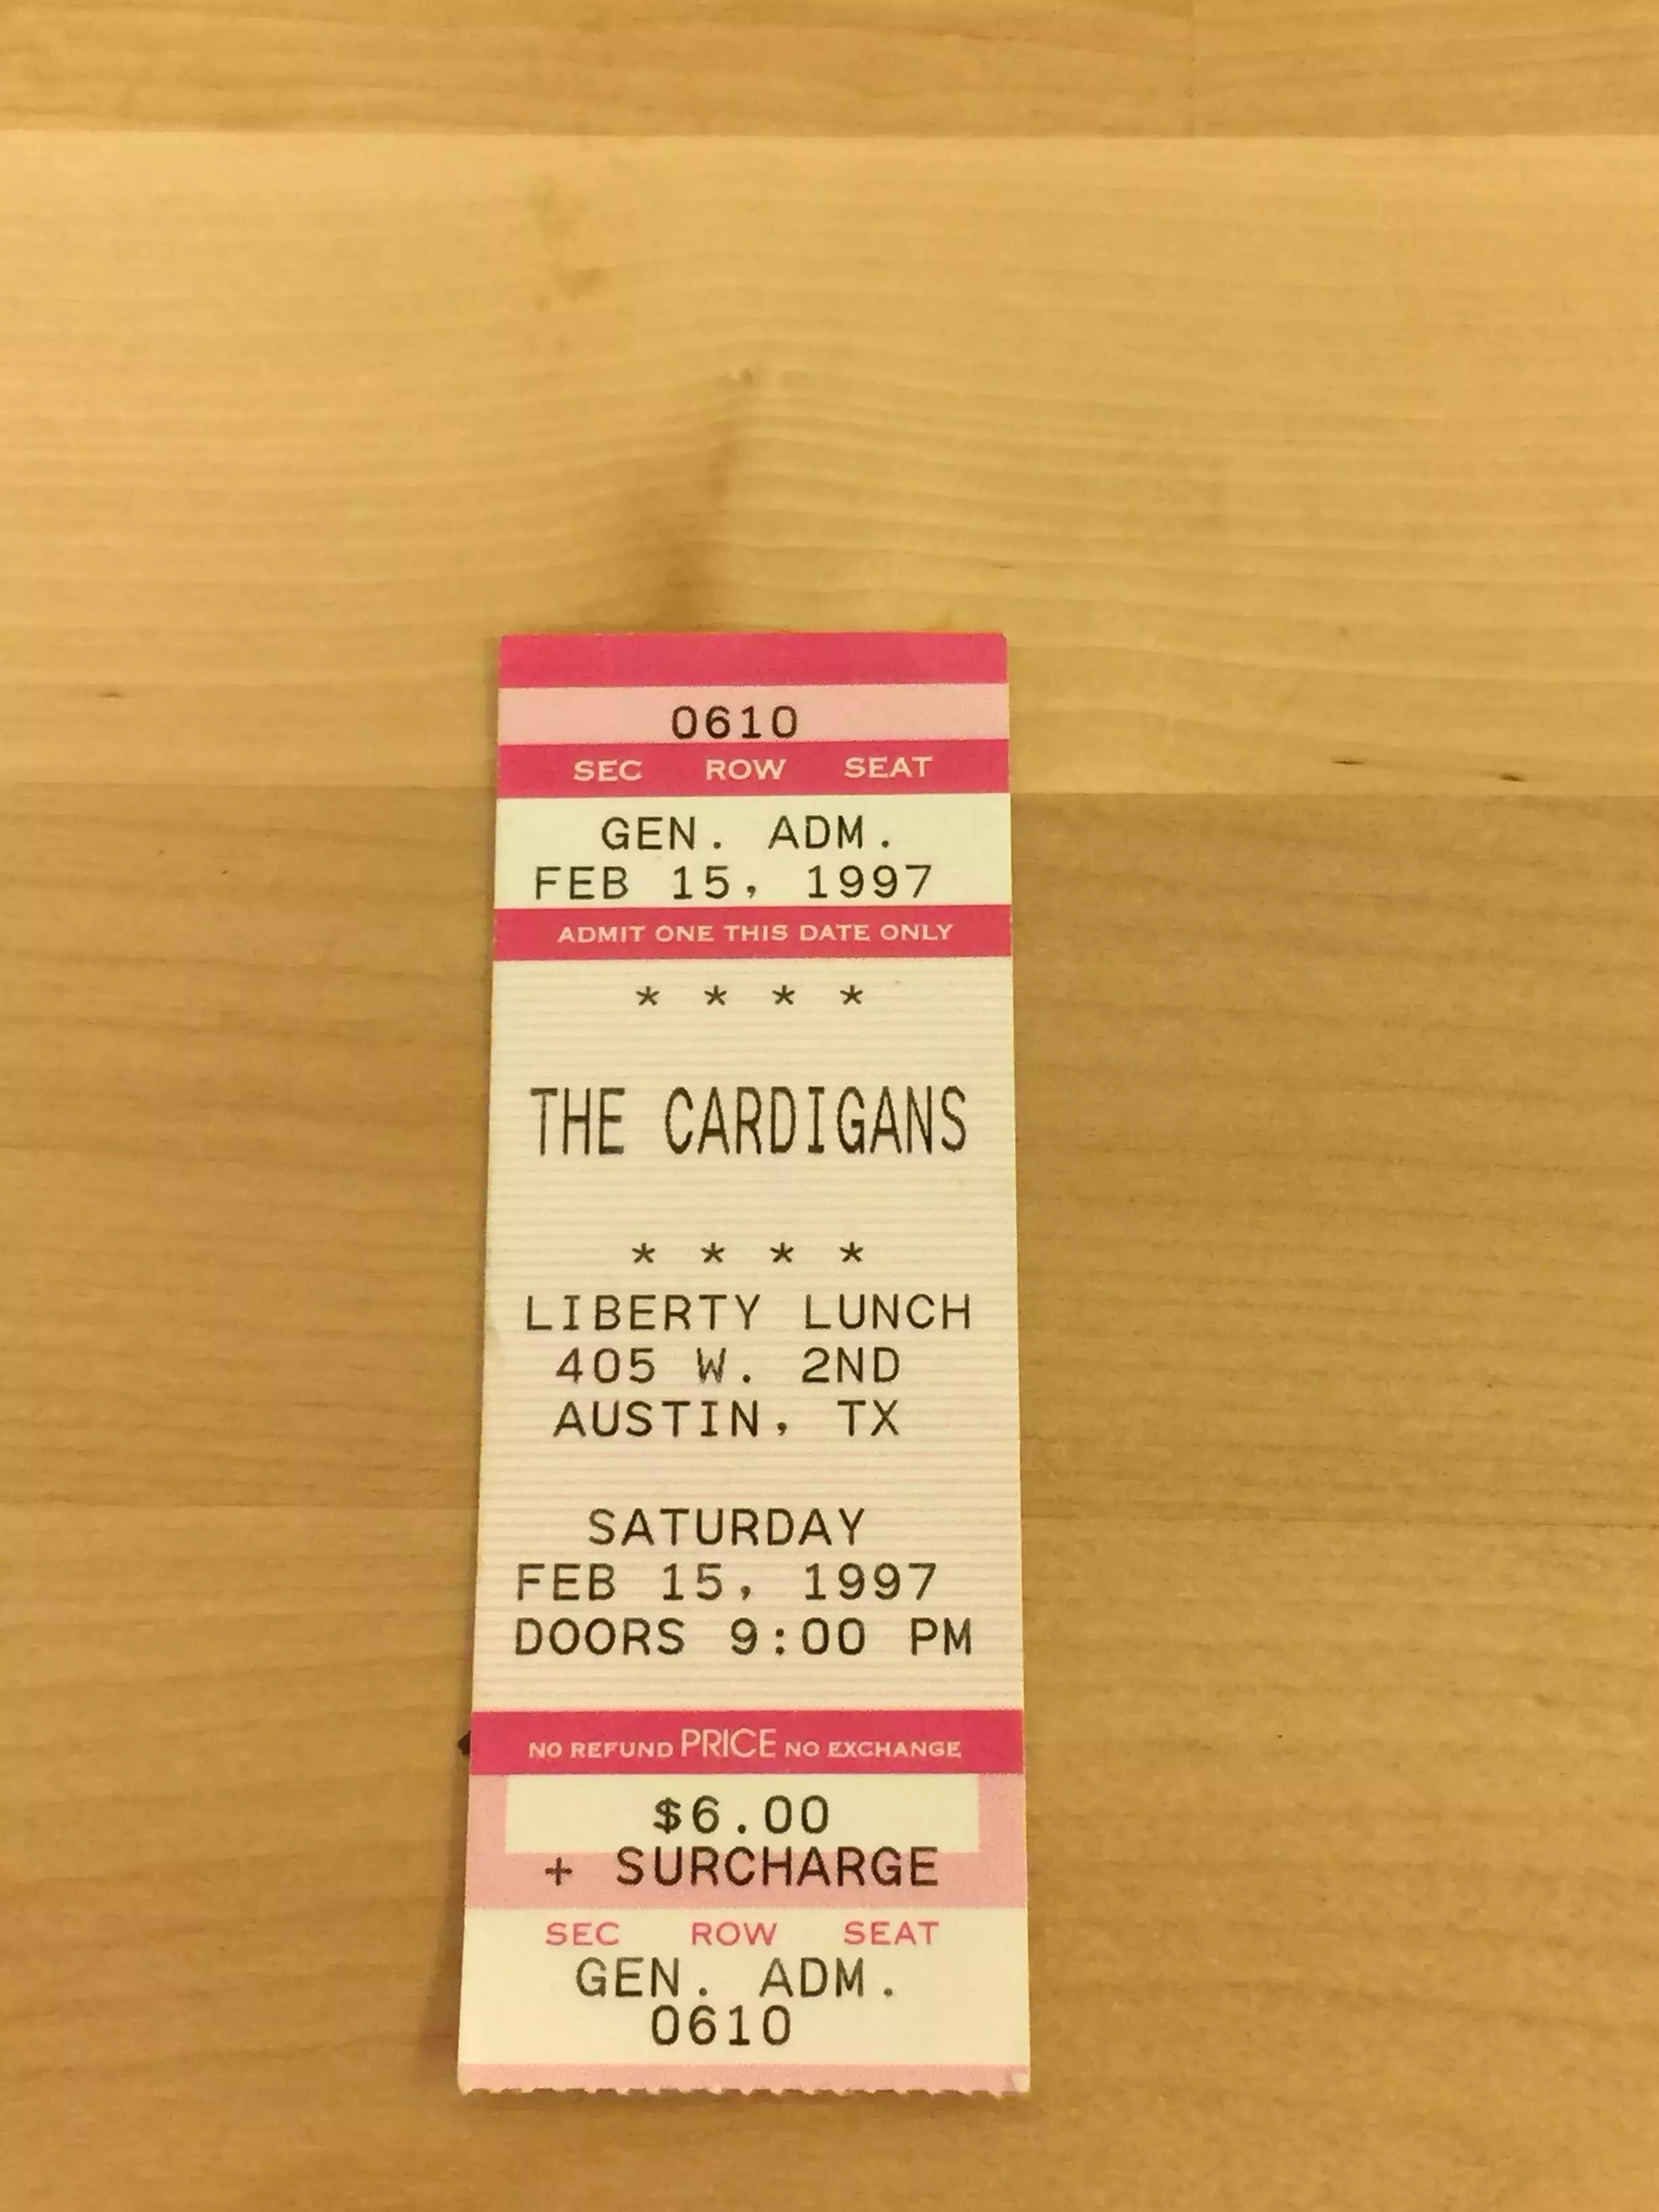 0610
SEC ROW SEAT
GEN. ADM.
FEB 15, 1997
ADMIT ONE THIS DATE ONLY
* * * *
THE CARDIGANS
* * * *
LIBERTY LUNCH
405 W. 2ND
AUSTIN, TX
SATURDAY
FEB 15, 1997
DOORS 9:00 PM
NO REFUND PRICE NO EXCHANGE
$6.00
+ SURCHARGE
SEC ROW SEAT
GEN. ADM.
0610